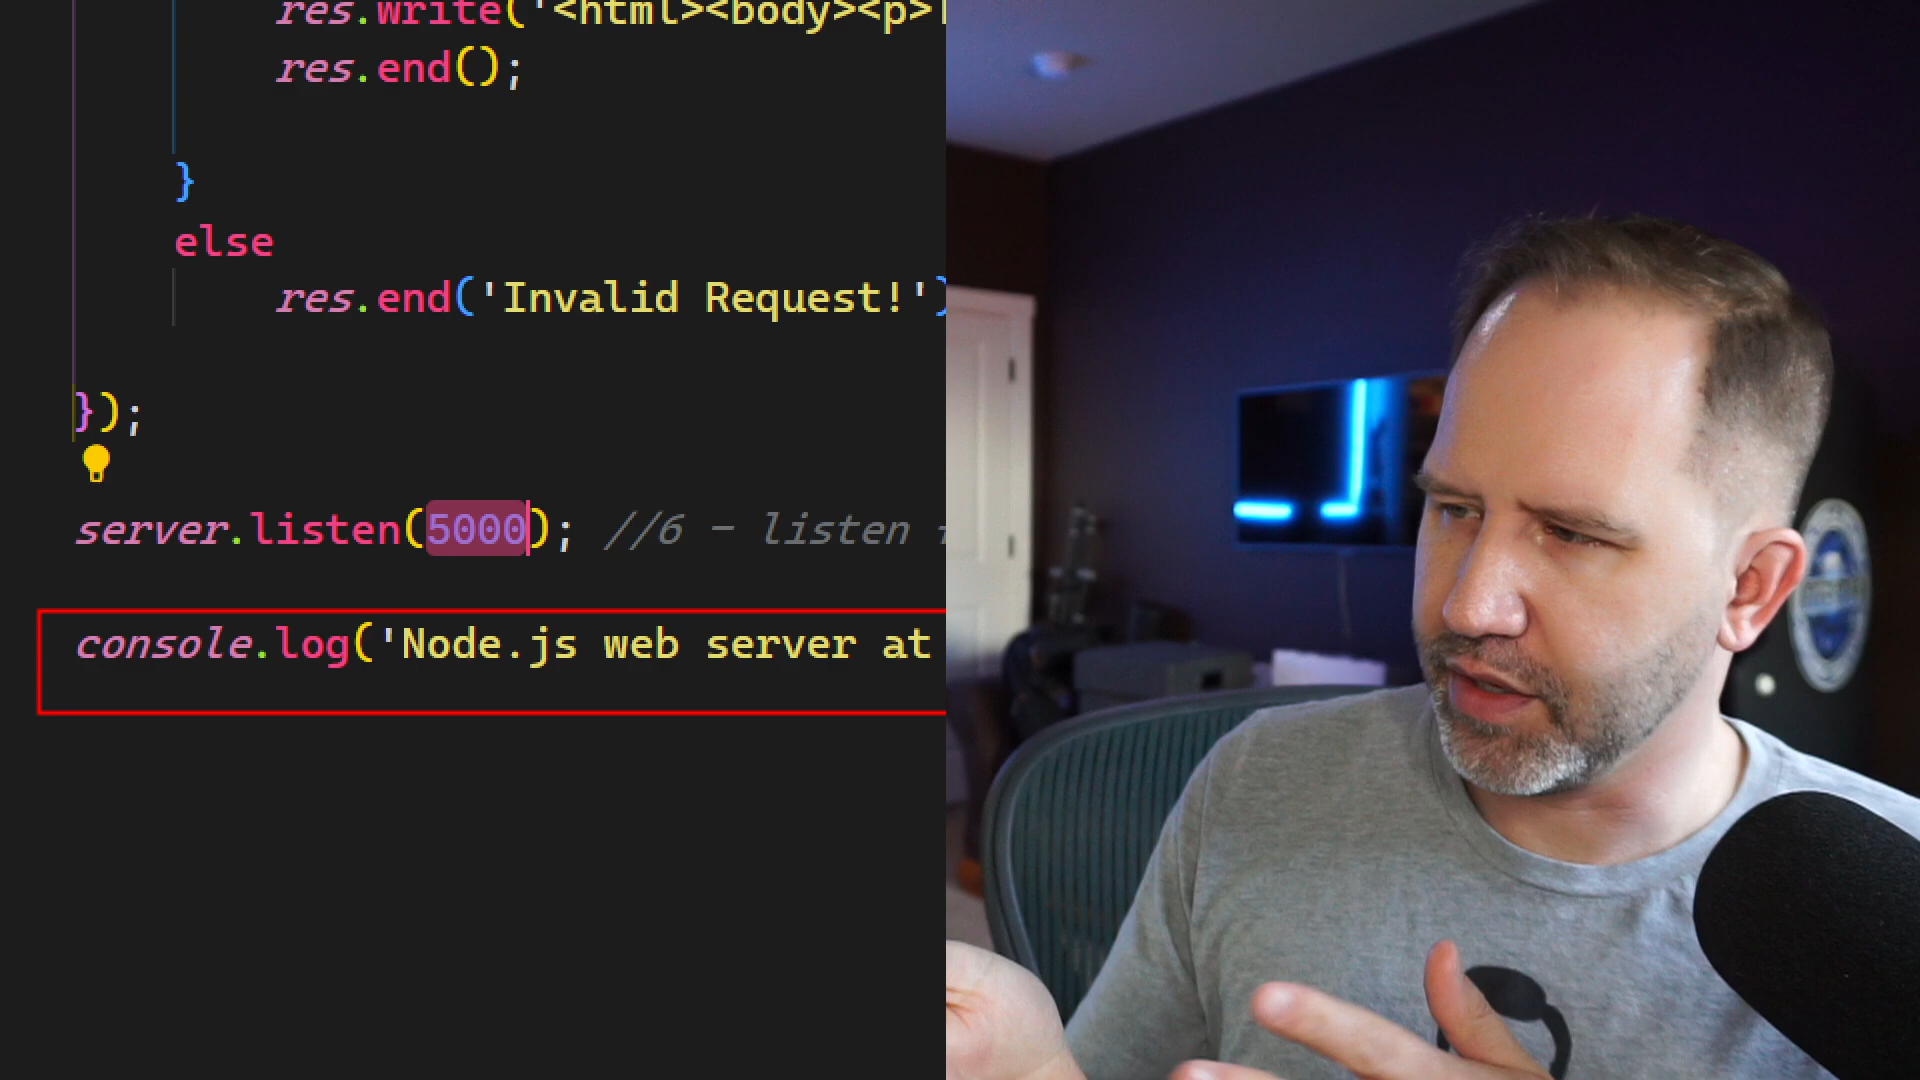 res.write('<html><body><p>
res.end();
}
else
res.end('Invalid Request!')
});
server.listen(5000); //6 - listen
console.log('Node.js web server at